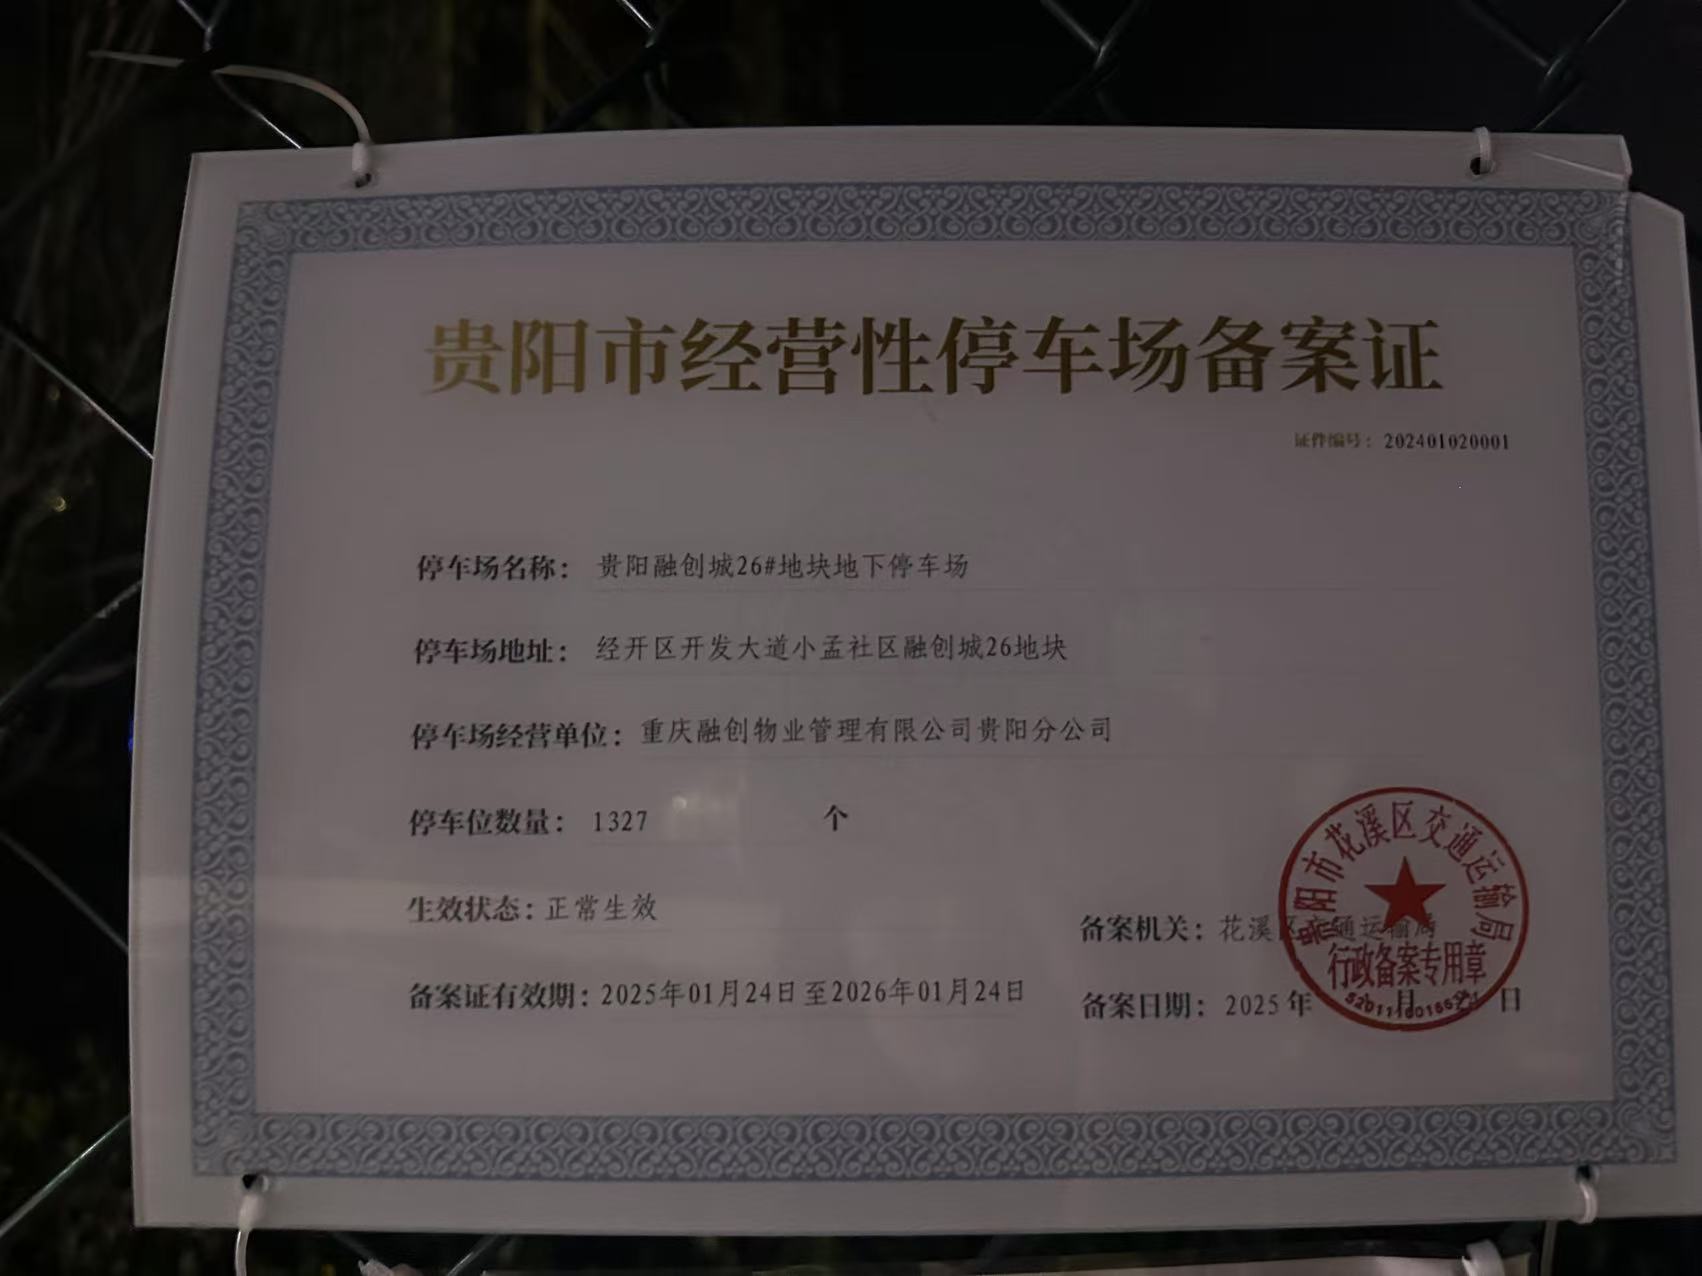 贵阳市经营性停车场备案证
证件编号：202401020001
停车场名称：贵阳融创城26#地块地下停车场
停车场地址：经开区开发大道小孟社区融创城26地块
停车场经营单位：重庆融创物业管理有限公司贵阳分公司
停车位数量：1327 个
生效状态：正常生效
备案机关：花溪区交通运输局
备案证有效期：2025年01月24日至2026年01月24日
备案日期：2025 年 月 日
贵阳市花溪区交通运输局
行政备案专用章